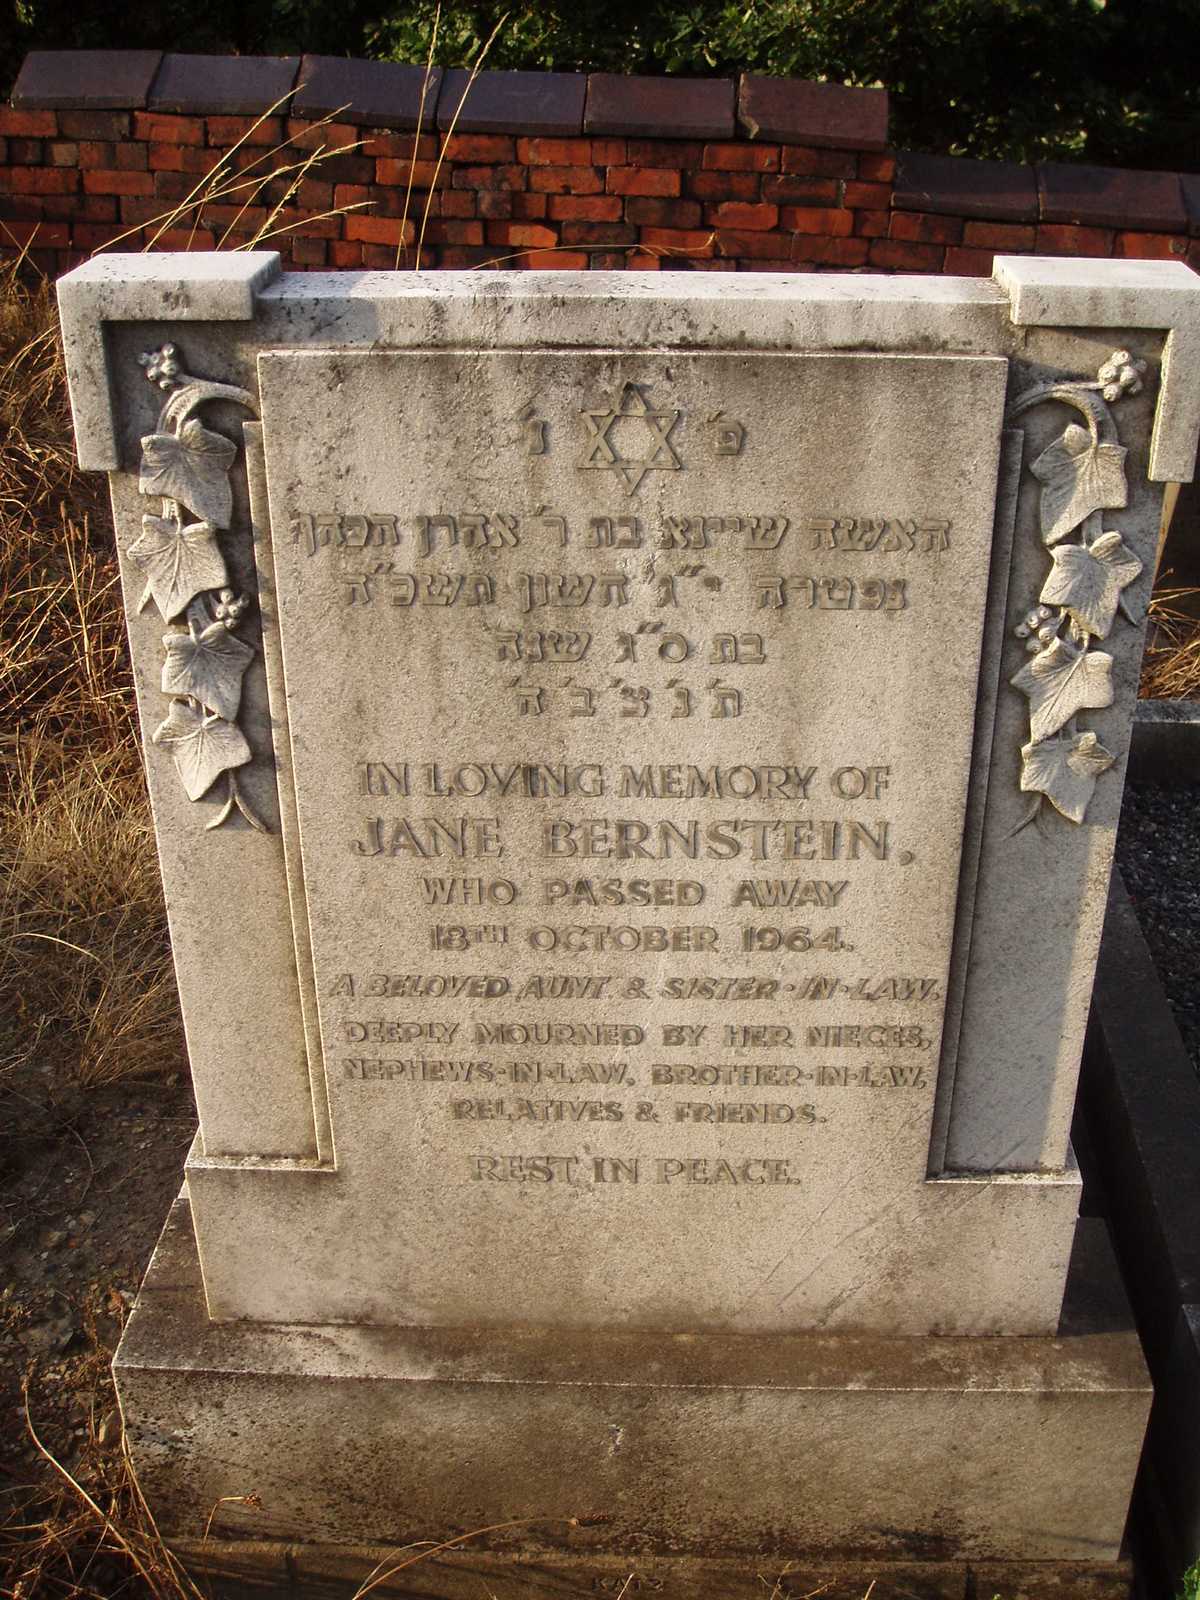 פ' נ'
האשה שיינא בת ר' אהרן הכהן
נפטרה י"ג חשון תשכ"ה
בת ס"ג שנה
ת' נ' צ' ב' ה'
IN LOVING MEMORY OF
JANE BERNSTEIN,
WHO PASSED AWAY
18TH OCTOBER 1964.
A BELOVED AUNT & SISTER-IN-LAW.
DEEPLY MOURNED BY HER NIECES,
NEPHEWS-IN-LAW, BROTHER-IN-LAW,
RELATIVES & FRIENDS.
REST IN PEACE.
KATZ